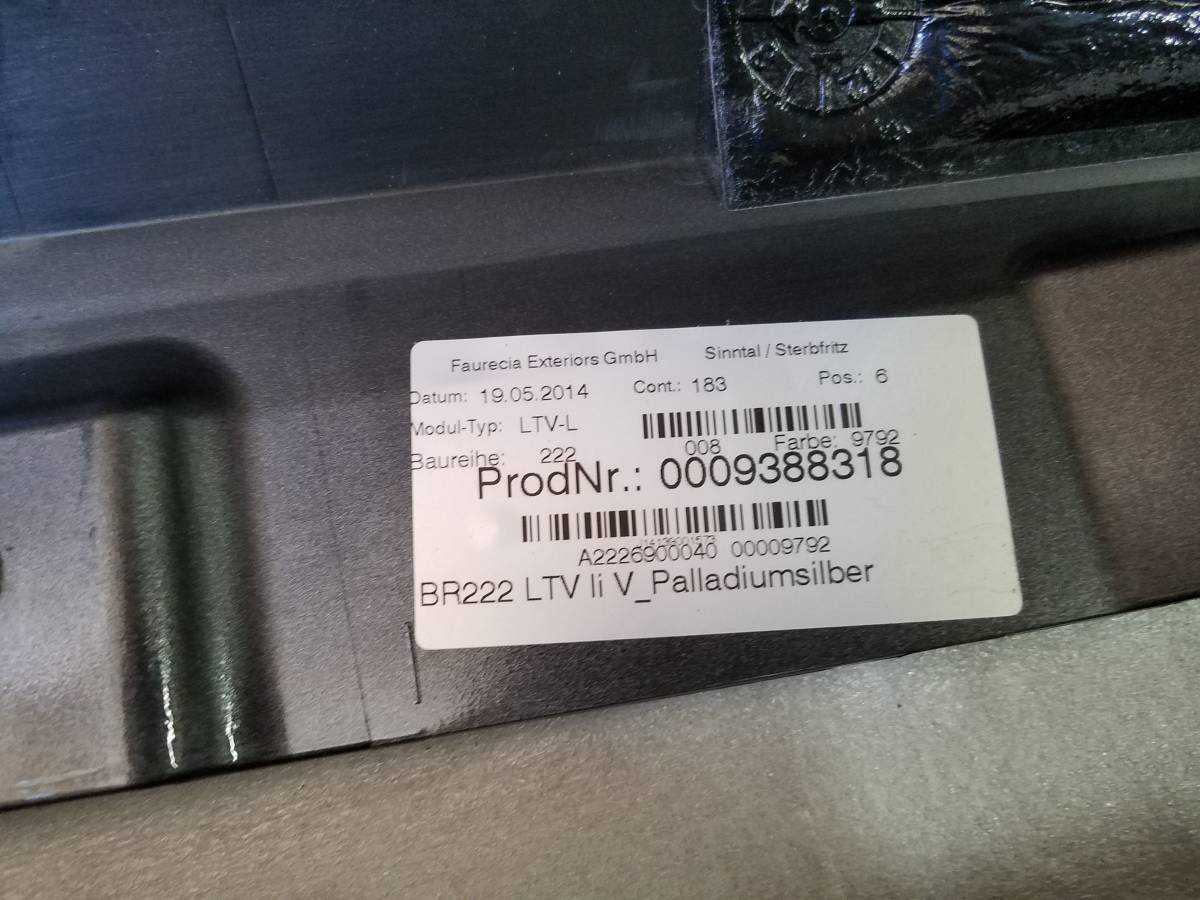 Faurecia Exteriors GmbH Sinntal / Sterbfritz
Datum: 19.05.2014 Cont.: 183 Pos.: 6
Modul-Typ: LTV-L
Baureihe: 222 008 Farbe: 9792
ProdNr.: 0009388318
A2226900040 00009792
BR222 LTV li V_Palladiumsilber